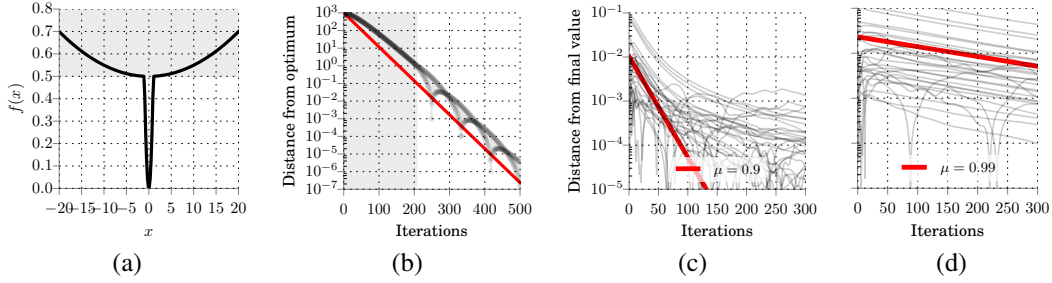 0.8
0.7
0.6
0.5
0.4
0.3
0.2
0.1
0.0
f(x)
−20−15−10−5 0 5 10 15 20
x
(a)
10³
10²
10¹
10⁰
10⁻¹
10⁻²
10⁻³
10⁻⁴
10⁻⁵
10⁻⁶
10⁻⁷
Distance from optimum
0 100 200 300 400 500
Iterations
(b)
10⁻¹
10⁻²
10⁻³
10⁻⁴
10⁻⁵
Distance from final value
μ = 0.9
0 50 100 150 200 250 300
Iterations
(c)
μ = 0.99
0 50 100 150 200 250 300
Iterations
(d)